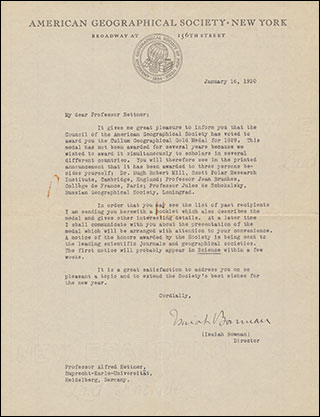 AMERICAN GEOGRAPHICAL SOCIETY · NEW YORK
BROADWAY AT 156TH STREET
January 16, 1930
My dear Professor Hettner:
It gives me great pleasure to inform you that the
Council of the American Geographical Society has voted to
award you the Cullum Geographical Gold Medal for 1929. This
medal has not been awarded for several years because we
wished to award it simultaneously to scholars in several
different countries. You will therefore see in the printed
announcement that it has been awarded to three persons be-
sides yourself; Dr. Hugh Robert Mill, Scott Polar Research
Institute, Cambridge, England; Professor Jean Brunhes,
Collège de France, Paris; Professor Jules de Schokalsky,
Russian Geographical Society, Leningrad.
In order that you may see the list of past recipients
I am sending you herewith a booklet which also describes the
medal and gives other interesting details. At a later time
I shall communicate with you about the presentation of the
medal which will be arranged with attention to your convenience.
A notice of the honors awarded by the Society is being sent to
the leading scientific journals and geographical societies.
The first notice will probably appear in Science within a few
weeks.
It is a great satisfaction to address you on so
pleasant a topic and to extend the Society's best wishes for
the new year.
Cordially,
Isaiah Bowman
(Isaiah Bowman)
Director
Professor Alfred Hettner,
Ruprecht-Karls-Universität,
Heidelberg, Germany.